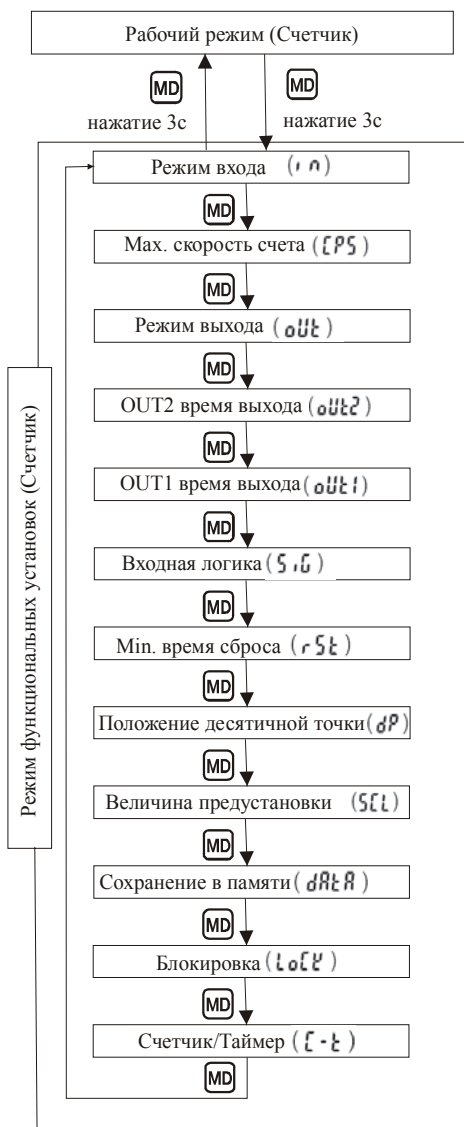 Рабочий режим (Счетчик)
MD MD
нажатие 3с нажатие 3с
Режим функциональных установок (Счетчик)
Режим входа (in)
MD
Max. скорость счета (CPS)
MD
Режим выхода (oUt)
MD
OUT2 время выхода (oUt2)
MD
OUT1 время выхода (oUt1)
MD
Входная логика (SiG)
MD
Min. время сброса (rSt)
MD
Положение десятичной точки (dP)
MD
Величина предустановки (SCL)
MD
Сохранение в памяти (dAtA)
MD
Блокировка (LoCK)
MD
Счетчик/Таймер (C-t)
MD